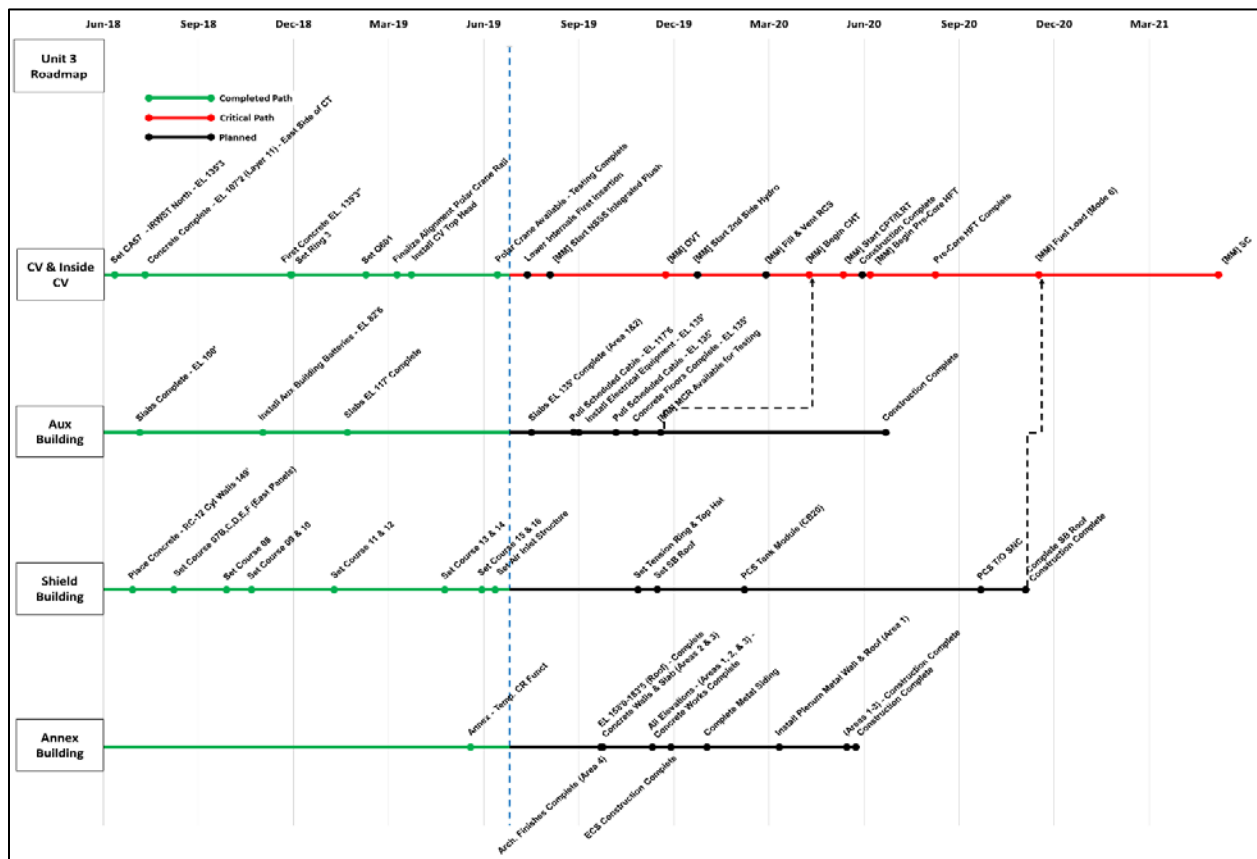 Jun-18 Sep-18 Dec-18 Mar-19 Jun-19 Sep-19 Dec-19 Mar-20 Jun-20 Sep-20 Dec-20 Mar-21
Unit 3
Roadmap
Completed Path
Critical Path
Planned
CV & Inside
CV
Set CA57 - IRWST North - EL 135'3
Concrete Complete - EL 107'2 (Layer 11) - East Side of CT
First Concrete EL. 135'3"
Set Ring 3
Set Q601
Finalize Alignment Polar Crane Rail
Install CV Top Head
Polar Crane Available - Testing Complete
Lower Internals First Insertion
[MM] Start NSSS Integrated Flush
[MM] OVT
[MM] Start 2nd Side Hydro
[MM] Fill & Vent RCS
[MM] Begin CHT
[MM] Start CPT/ILRT
Construction Complete
[MM] Begin Pre-Core HFT
Pre-Core HFT Complete
[MM] Fuel Load (Mode 6)
[MM] SC
Aux
Building
Slabs Complete - EL 100'
Install Aux Building Batteries - EL 82'6
Slabs EL 117' Complete
Slabs EL 135' Complete (Area 1&2)
Pull Scheduled Cable - EL 117'6
Install Electrical Equipment - EL 135'
Pull Scheduled Cable - EL 135'
Concrete Floors Complete - EL 135'
[MM] MCR Available for Testing
Construction Complete
Shield
Building
Place Concrete - RC-12 Cyl Walls 149'
Set Course 07B,C,D,E,F (East Panels)
Set Course 08
Set Course 09 & 10
Set Course 11 & 12
Set Course 13 & 14
Set Course 15 & 16
Set Air Inlet Structure
Set Tension Ring & Top Hat
Set SB Roof
PCS Tank Module (CB20)
PCS T/O SNC
Complete SB Roof
Construction Complete
Annex
Building
Annex - Temp. CR Funct
Arch. Finishes Complete (Area 4)
EL 158'0-183'5 (Roof) - Complete
Concrete Walls & Slab (Areas 2 & 3)
All Elevations - (Areas 1, 2, & 3) -
Concrete Works Complete
ECS Construction Complete
Complete Metal Siding
Install Plenum Metal Wall & Roof (Area 1)
(Areas 1-3) - Construction Complete
Construction Complete